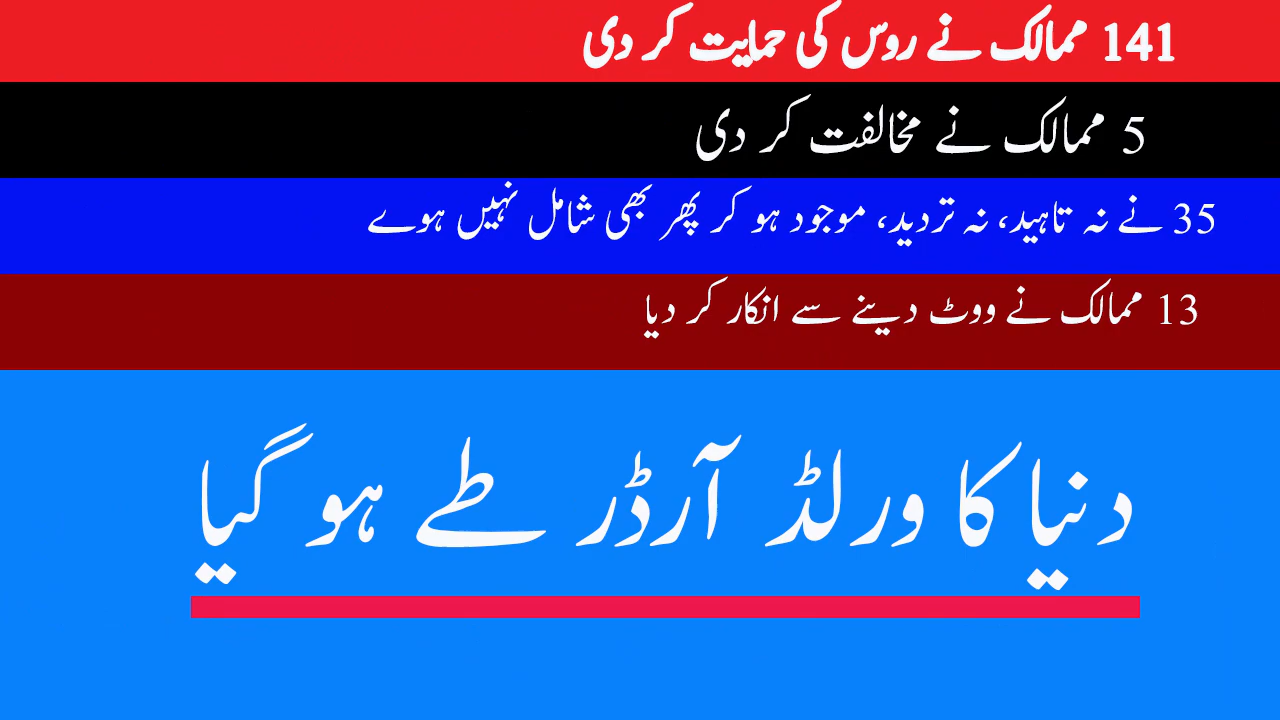 141 ممالک نے روس کی حمایت کر دی
5 ممالک نے مخالفت کر دی
35 نے نہ تاہید، نہ تردید، موجود ہو کر پھر بھی شامل نہیں ہوے
13 ممالک نے ووٹ دینے سے انکار کر دیا
دنیا کا ورلڈ آرڈر طے ہو گیا